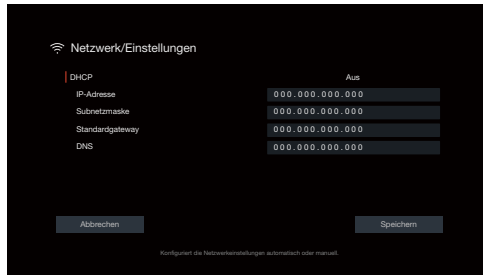 Netzwerk/Einstellungen
DHCP Aus
IP-Adresse 000.000.000.000
Subnetzmaske 000.000.000.000
Standardgateway 000.000.000.000
DNS 000.000.000.000
Abbrechen Speichern
Konfiguriert die Netzwerkeinstellungen automatisch oder manuell.